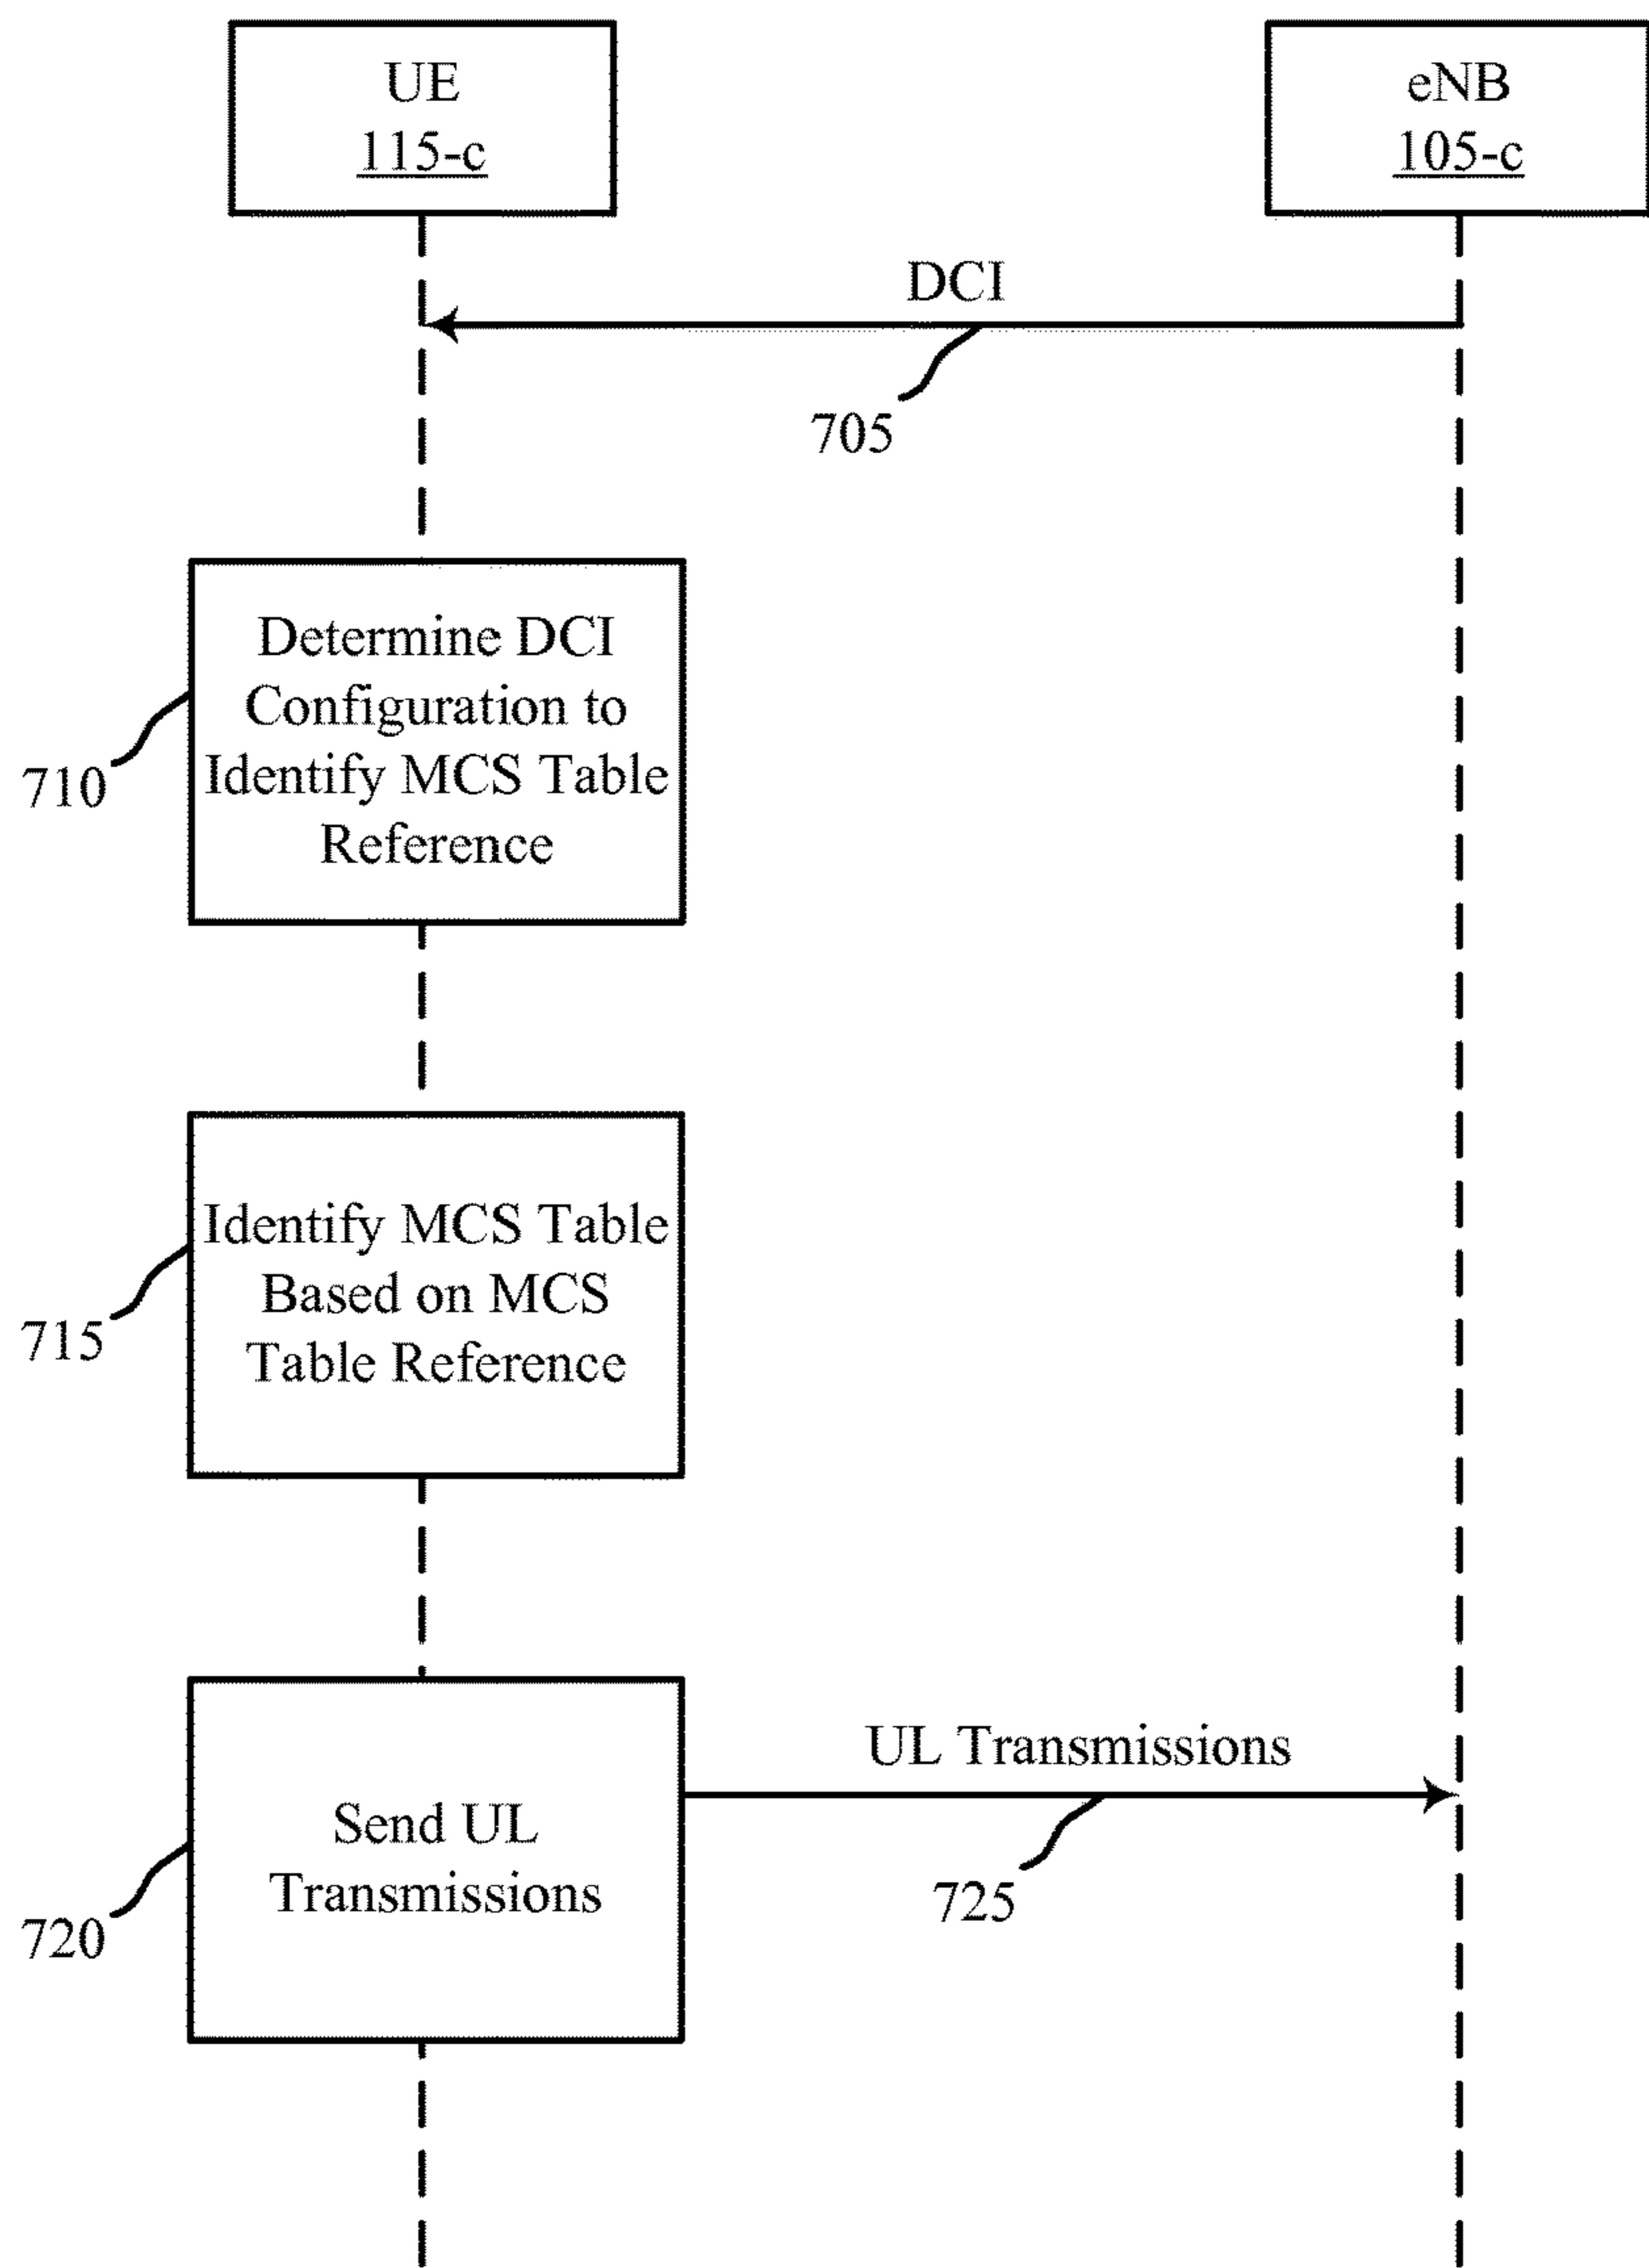 UE
115-c
eNB
105-c
DCI
705
Determine DCI
Configuration to
Identify MCS Table
Reference
710
Identify MCS Table
Based on MCS
Table Reference
715
UL Transmissions
Send UL
Transmissions
725
720